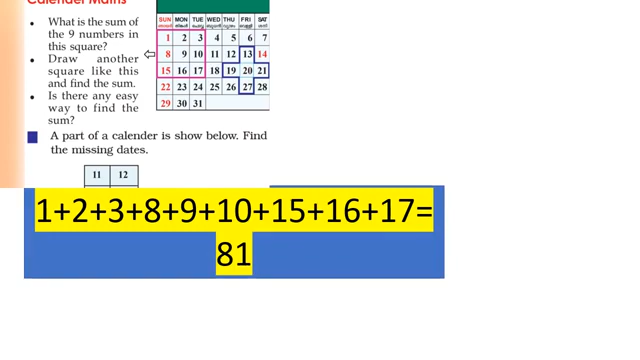 Calender Maths
What is the sum of
the 9 numbers in
this square?
Draw another
square like this
and find the sum.
Is there any easy
way to find the
sum?
SUN MON TUE WED THU FRI SAT
1 2 3 4 5 6 7
8 9 10 11 12 13 14
15 16 17 18 19 20 21
22 23 24 25 26 27 28
29 30 31
A part of a calender is show below. Find
the missing dates.
11 12
1+2+3+8+9+10+15+16+17=
81